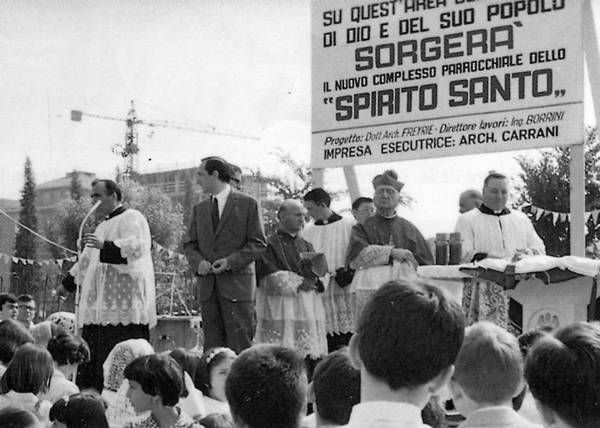 SU QUEST'AREA
DI DIO E DEL SUO POPOLO
SORGERA`
IL NUOVO COMPLESSO PARROCCHIALE DELLO
"SPIRITO SANTO„
Progetto: Dott. Arch. FREYRIE - Direttore lavori: Ing. BORRINI
IMPRESA ESECUTRICE: ARCH. CARRANI